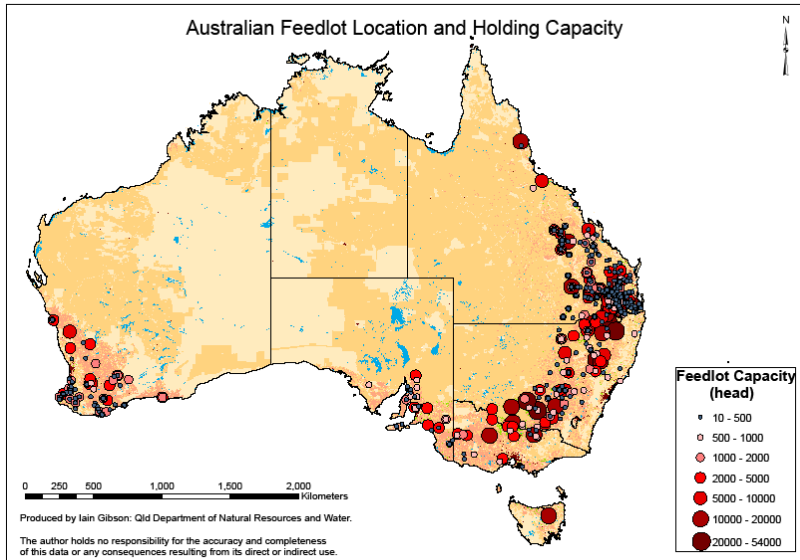 Australian Feedlot Location and Holding Capacity
N
Feedlot Capacity
(head)
10 - 500
500 - 1000
1000 - 2000
2000 - 5000
5000 - 10000
10000 - 20000
20000 - 54000
0 250 500 1,000 1,500 2,000
Kilometers
Produced by Iain Gibson: Qld Department of Natural Resources and Water.
The author holds no responsibility for the accuracy and completeness
of this data or any consequences resulting from its direct or indirect use.